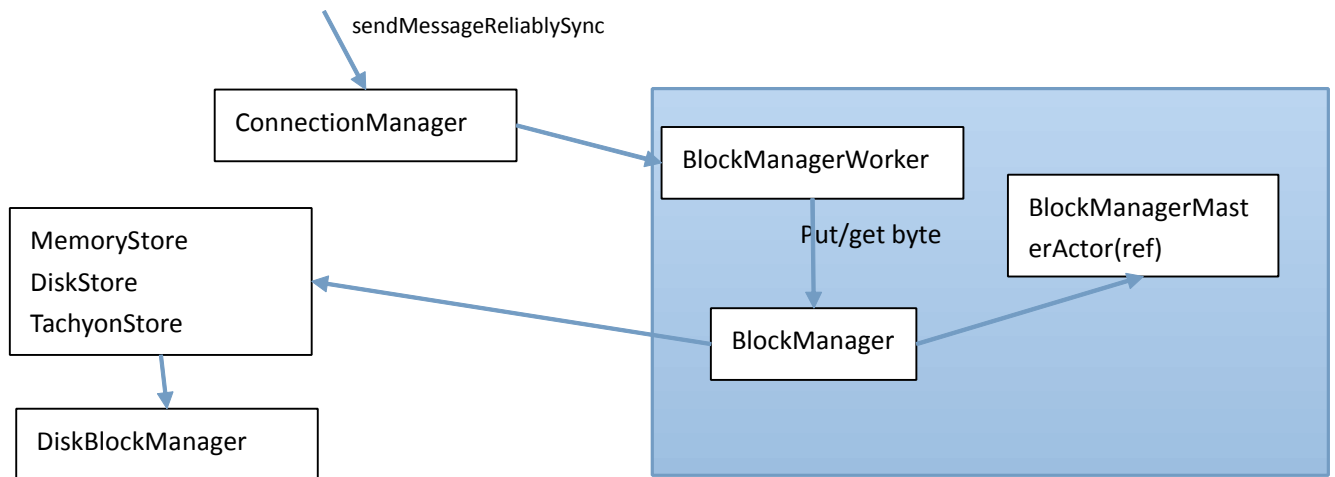 sendMessageReliablySync
ConnectionManager
BlockManagerWorker
BlockManagerMast
erActor(ref)
Put/get byte
MemoryStore
DiskStore
TachyonStore
BlockManager
DiskBlockManager